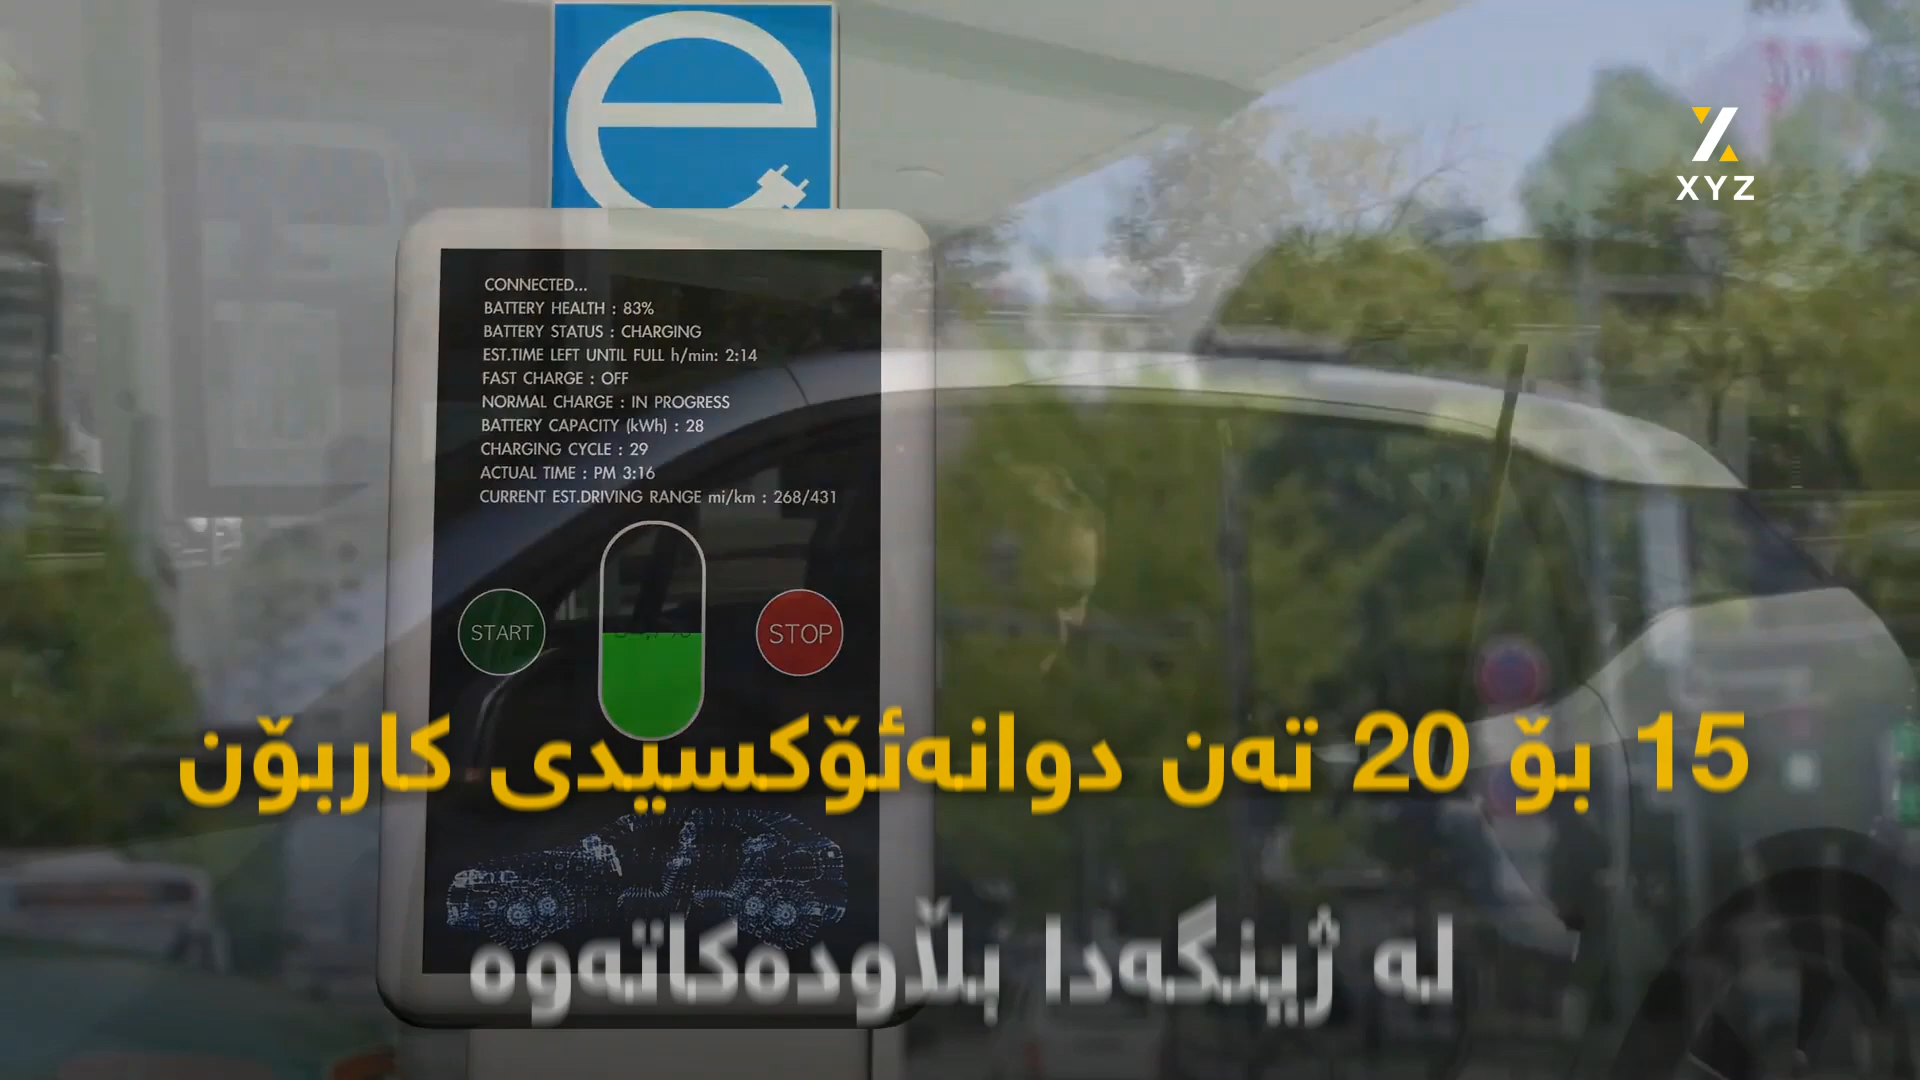 XYZ
CONNECTED...
BATTERY HEALTH : 83%
BATTERY STATUS : CHARGING
EST.TIME LEFT UNTIL FULL h/min: 2:14
FAST CHARGE : OFF
NORMAL CHARGE : IN PROGRESS
BATTERY CAPACITY (kWh) : 28
CHARGING CYCLE : 29
ACTUAL TIME : PM 3:16
CURRENT EST.DRIVING RANGE mi/km : 268/431
START
STOP
15 بۆ 20 تەن دوانەئۆکسیدی کاربۆن
لە ژینگەدا بڵاودەکاتەوە